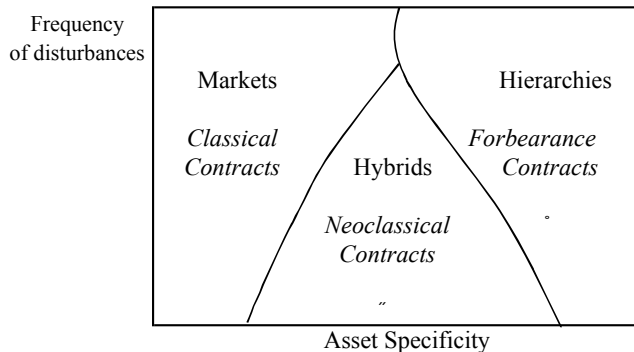 Frequency
of disturbances
Markets
Classical
Contracts
Hybrids
Neoclassical
Contracts
Hierarchies
Forbearance
Contracts
Asset Specificity